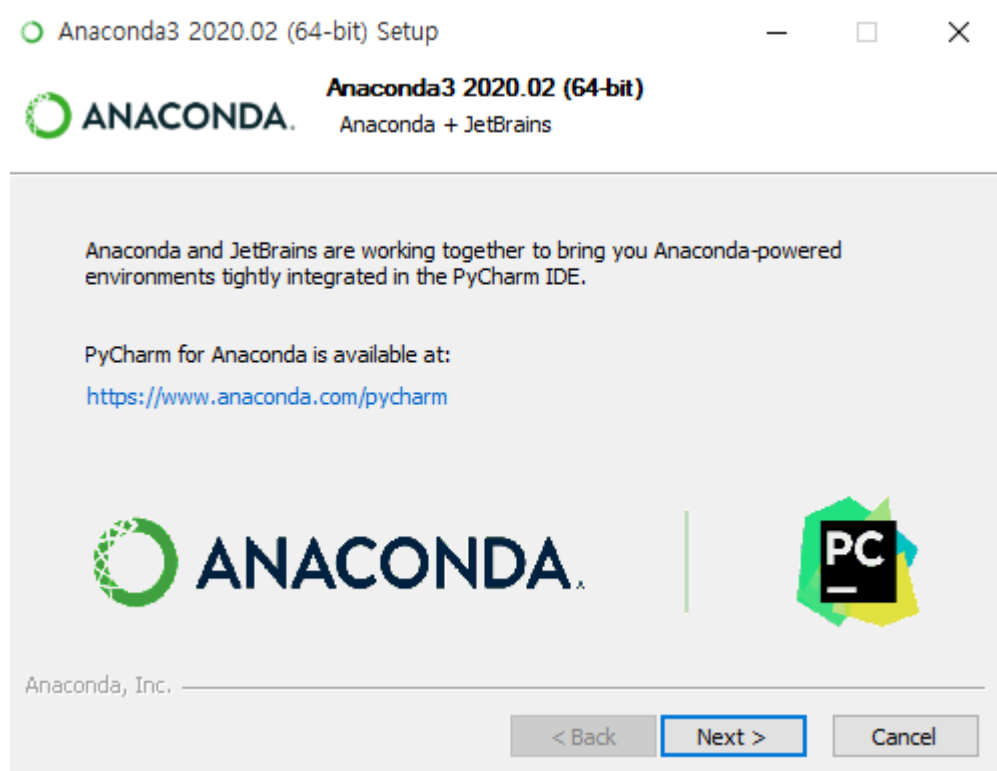 Anaconda3 2020.02 (64-bit) Setup
ANACONDA.
Anaconda3 2020.02 (64-bit)
Anaconda + JetBrains
Anaconda and JetBrains are working together to bring you Anaconda-powered
environments tightly integrated in the PyCharm IDE.
PyCharm for Anaconda is available at:
https://www.anaconda.com/pycharm
ANACONDA.
PC
Anaconda, Inc.
< Back Next > Cancel